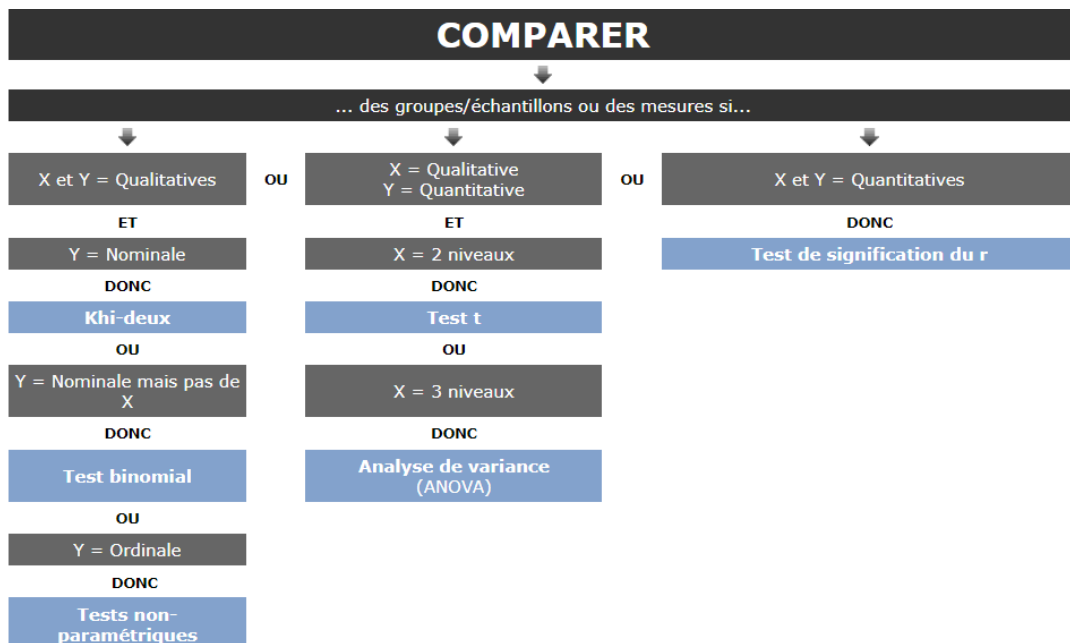 COMPARER
... des groupes/échantillons ou des mesures si...
X et Y = Qualitatives
OU
X = Qualitative
Y = Quantitative
OU
X et Y = Quantitatives
ET
ET
DONC
Y = Nominale
X = 2 niveaux
Test de signification du r
DONC
DONC
Khi-deux
Test t
OU
OU
Y = Nominale mais pas de
X
X = 3 niveaux
DONC
DONC
Test binomial
Analyse de variance
(ANOVA)
OU
Y = Ordinale
DONC
Tests non-
paramétriques